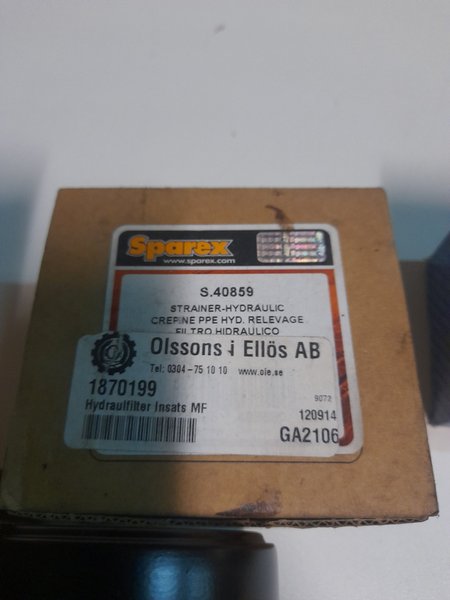 Sparex
www.sparex.com
S.40859
STRAINER-HYDRAULIC
CREPINE PPE HYD. RELEVAGE
FILTRO HIDRAULICO
Olssons i Ellös AB
Tel: 0304-75 10 10 www.oie.se
1870199
Hydraulfilter Insats MF
9072
120914
GA2106